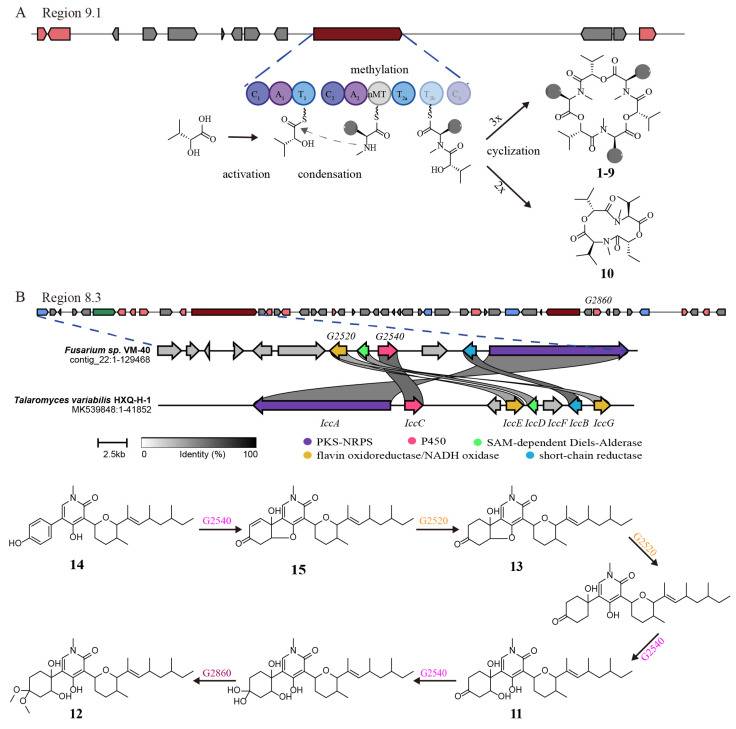 A Region 9.1
methylation
C₁ A₁ T₁ C₂ A₂ nMT T₂ₐ T₂ᵦ C₃
activation condensation
3x
cyclization
2x
1-9
10
B Region 8.3
G2860
Fusarium sp. VM-40
contig_22:1-129468
G2520 G2540
Talaromyces variabilis HXQ-H-1
MK539848:1-41852
IccA IccC IccE IccD IccF IccB IccG
2.5kb
0 Identity (%) 100
PKS-NRPS P450 SAM-dependent Diels-Alderase
flavin oxidoreductase/NADH oxidase short-chain reductase
14
G2540
15
G2520
13
G2520
G2540
11
G2540
G2860
12